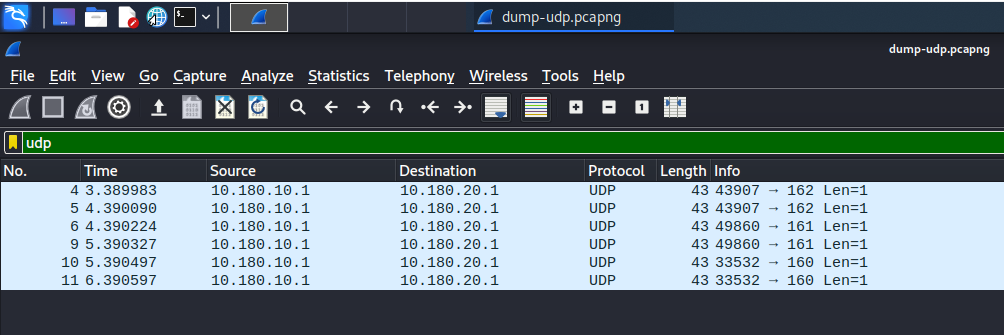 dump-udp.pcapng
dump-udp.pcapng
File Edit View Go Capture Analyze Statistics Telephony Wireless Tools Help
udp
No. Time Source Destination Protocol Length Info
4 3.389983 10.180.10.1 10.180.20.1 UDP 43 43907 → 162 Len=1
5 4.390090 10.180.10.1 10.180.20.1 UDP 43 43907 → 162 Len=1
6 4.390224 10.180.10.1 10.180.20.1 UDP 43 49860 → 161 Len=1
9 5.390327 10.180.10.1 10.180.20.1 UDP 43 49860 → 161 Len=1
10 5.390497 10.180.10.1 10.180.20.1 UDP 43 33532 → 160 Len=1
11 6.390597 10.180.10.1 10.180.20.1 UDP 43 33532 → 160 Len=1